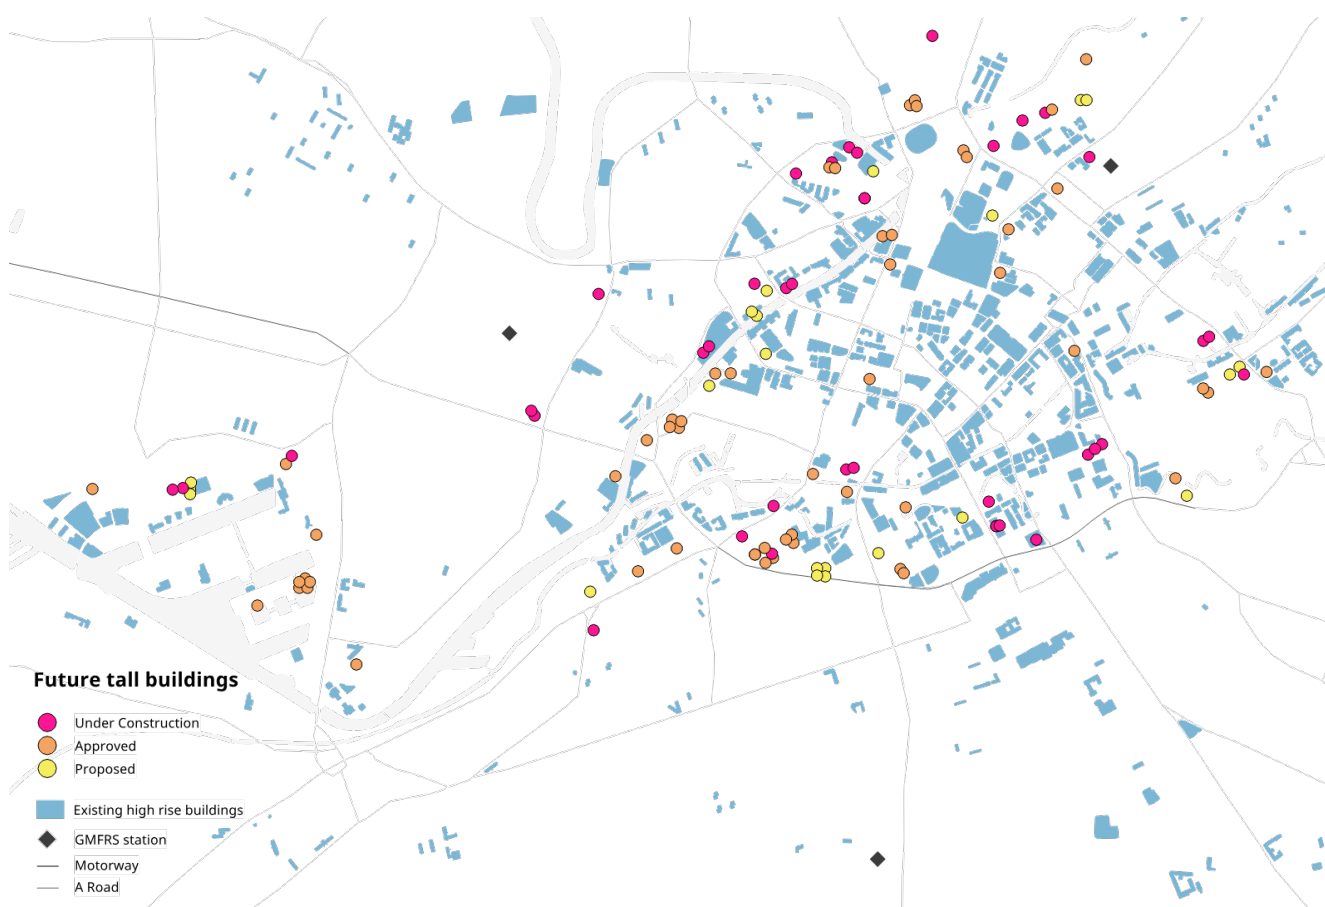 Future tall buildings
Under Construction
Approved
Proposed
Existing high rise buildings
GMFRS station
Motorway
A Road